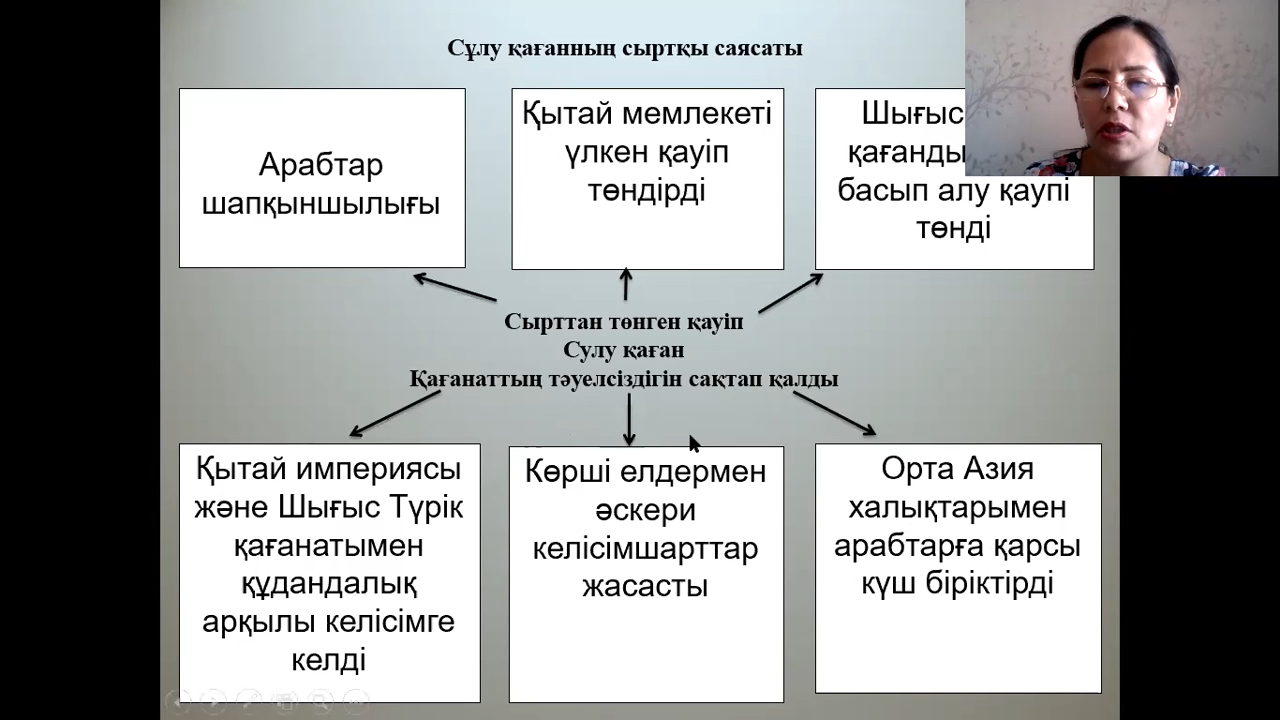 Сұлу қағанның сыртқы саясаты
Арабтар
шапқыншылығы
Қытай мемлекеті
үлкен қауіп
төндірді
Шығыс
басып алу қаупі
төнді
Сырттан төнген қауіп
Сулу қаған
Қағанаттың тәуелсіздігін сақтап қалды
Қытай империясы
және Шығыс Түрік
қағанатымен
құдандалық
арқылы келісімге
келді
Көрші елдермен
әскери
келісімшарттар
жасасты
Орта Азия
халықтарымен
арабтарға қарсы
күш біріктірді